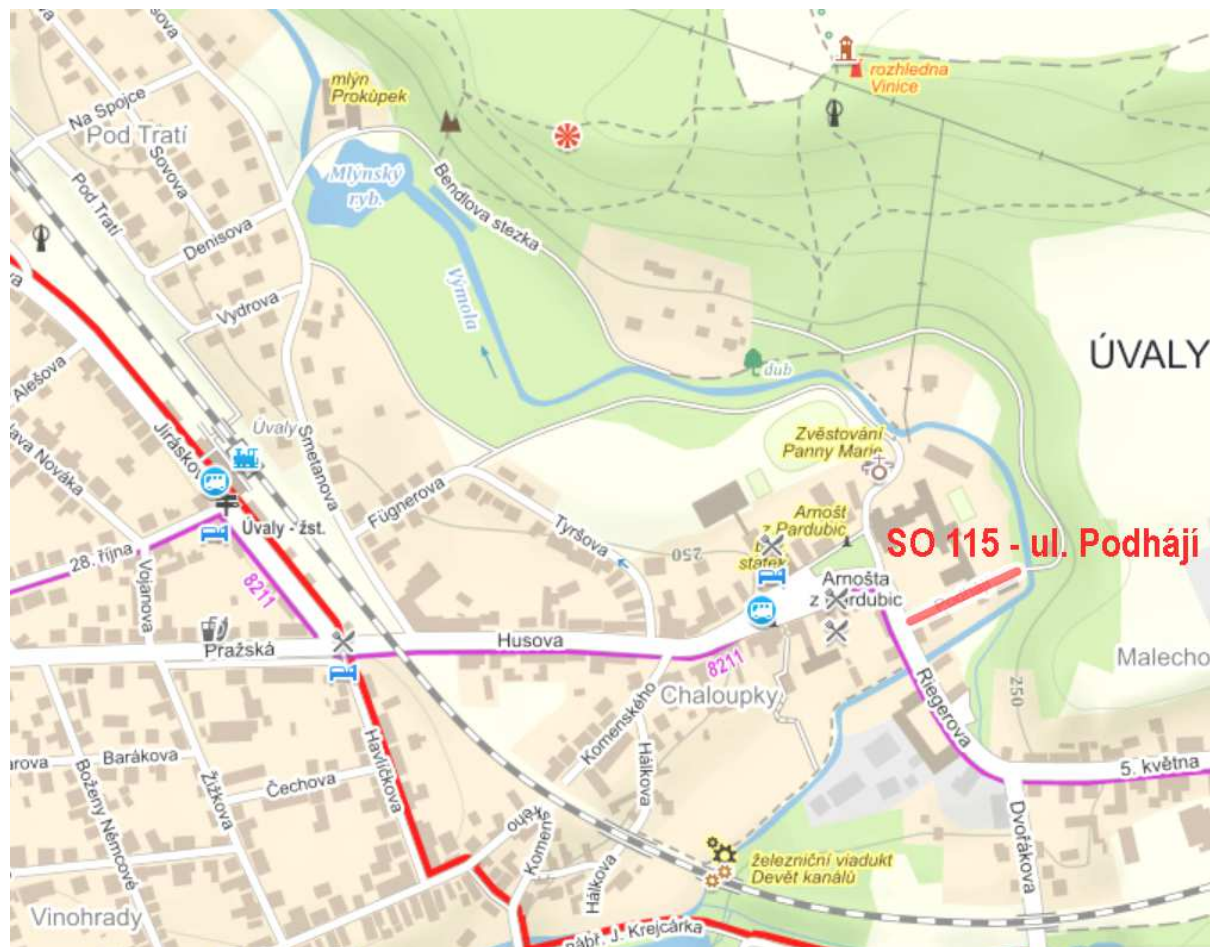 mlýn
Prokůpek
rozhledna
Vinice
Na Spojce
Pod Tratí
Sovova
Pod Tratí
Mlýnský
ryb.
Bendlova stezka
Denisova
Výmola
Vydrova
ÚVALY
Alešova
dub
Jiráskov
Úvaly
Smetanova
Zvěstování
Panny Marie
Úvaly - žst.
Fügnerova
Tyršova
250
Arnošt
z Pardubic
statek
SO 115 - ul. Podhájí
28. října
Vojanova
8211
Arnošta
Pražská
Husova
8211
Chaloupky
Komenského
Riegerova
250
Malecho
Barákova
Boženy Němcové
Žižkova
Čechova
Havlíčkova
Hálkova
5. května
Dvořákova
Komens
Hálkova
železniční viadukt
Devět kanálů
Vinohrady
nábř. J. Krejcárka